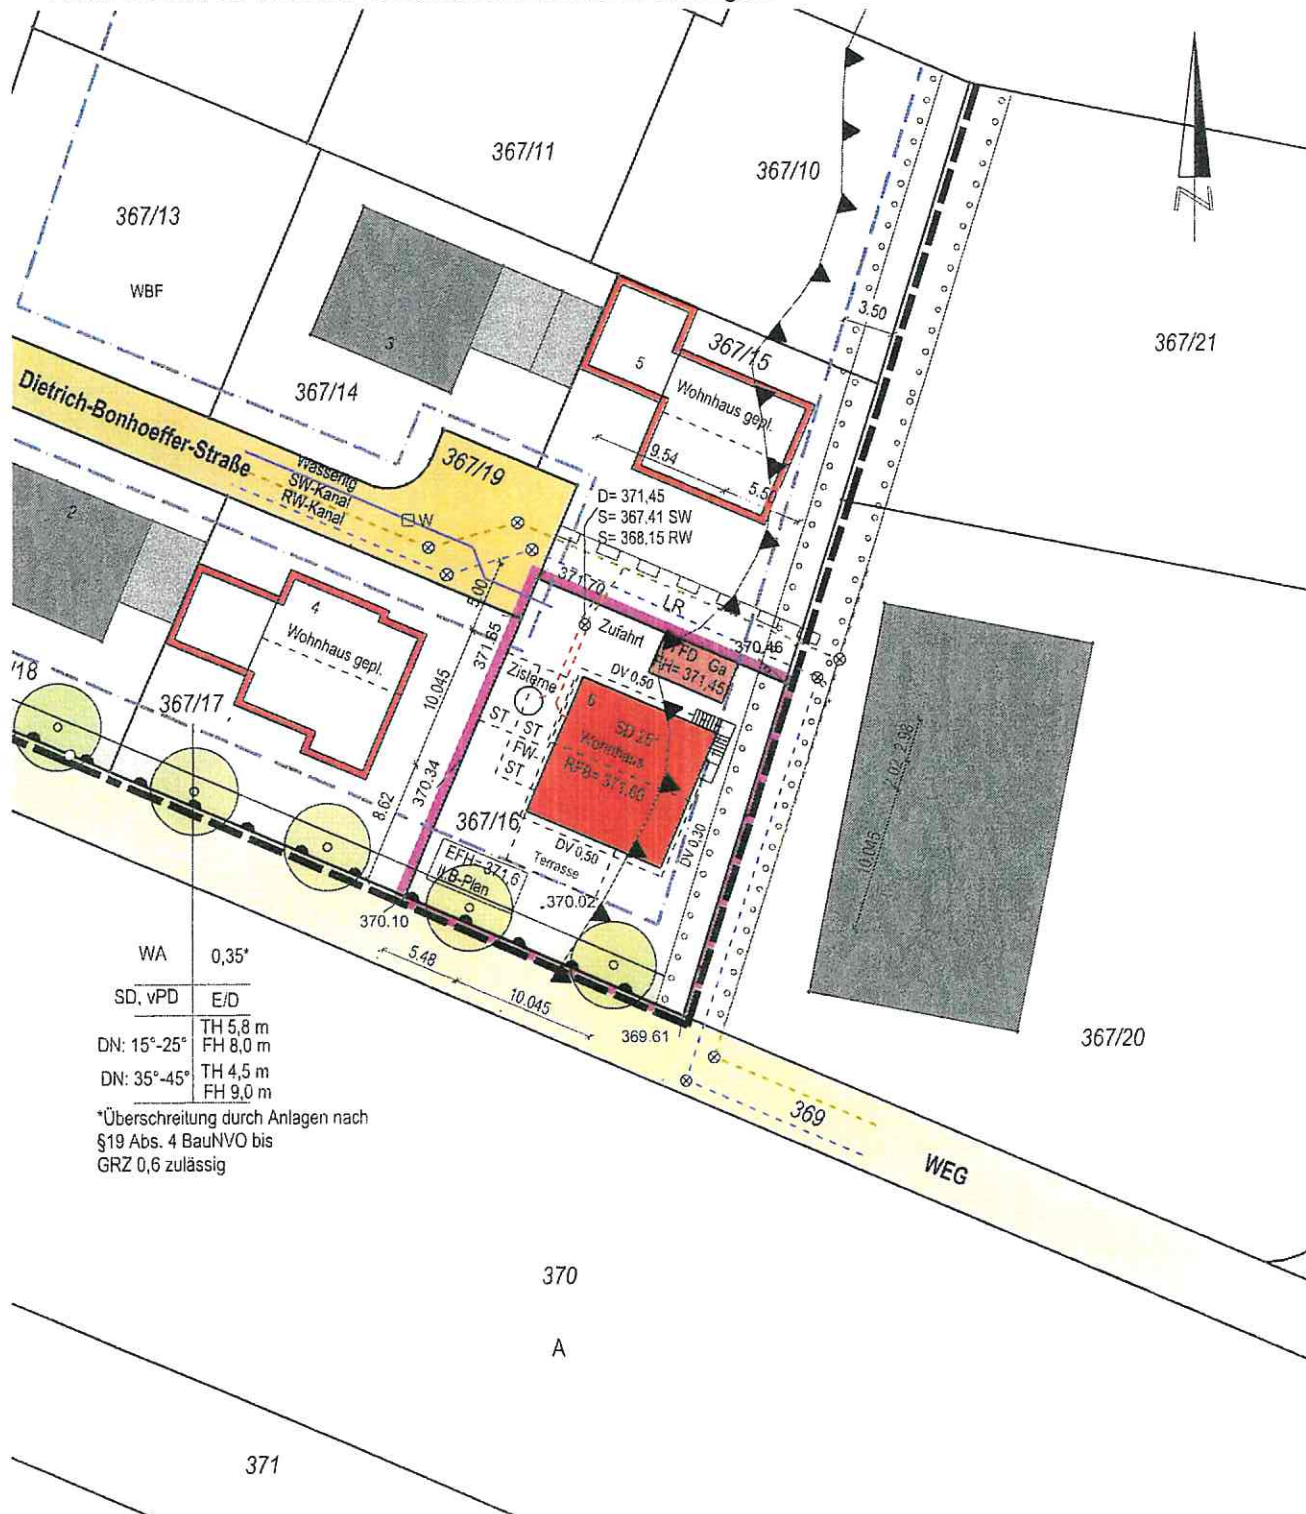 367/11
367/10
367/13
WBF
3.50
367/21
3
5
367/15
Wohnhaus gepl.
367/14
Dietrich-Bonhoeffer-Straße
367/19
Wasserltg
SW-Kanal
RW-Kanal
W
9.54
5.50
D= 371,45
S= 367,41 SW
S= 368,15 RW
2
371.70
LR
5.00
4
Wohnhaus gepl.
371.65
Zufahrt
370.46
FD Ga
DV 0,50
Zisterne
10.045
ST
ST
FW
ST
6
SD 25°
Wohnhaus
2.98
7.02
10.045
/18
367/17
370.34
8.62
367/16
DV 0,50
DV 0,30
Terrasse
EFH= 371,6
lt.B-Plan
370.02
370.10
5.48
10.045
369.61
WA 0,35*
SD, vPD E/D
DN: 15°-25° TH 5,8 m
FH 8,0 m
DN: 35°-45° TH 4,5 m
FH 9,0 m
*Überschreitung durch Anlagen nach
§19 Abs. 4 BauNVO bis
GRZ 0,6 zulässig
367/20
369
WEG
370
A
371